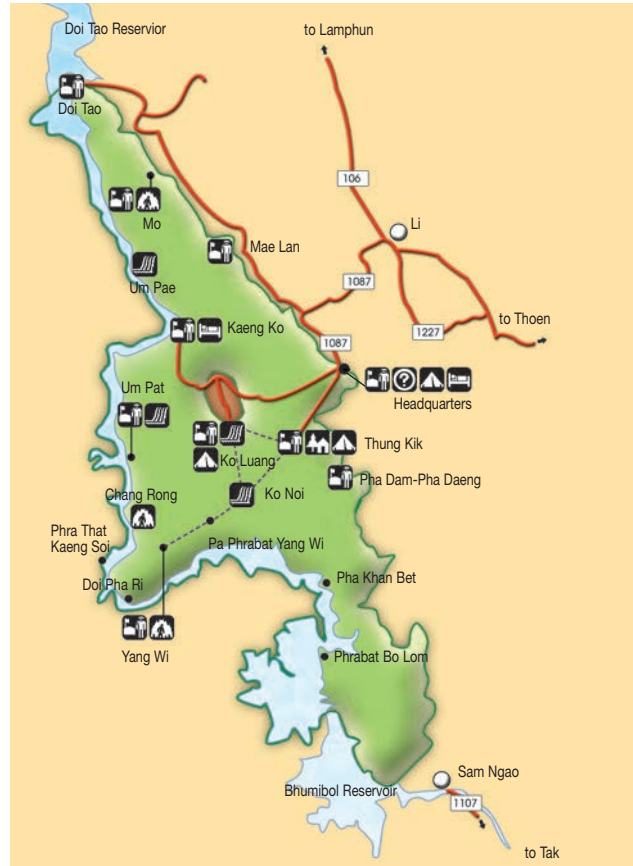 Doi Tao Reservior
to Lamphun
Doi Tao
106
Mo
Li
Mae Lan
Um Pae
1087
to Thoen
Kaeng Ko
1087
1227
?
Headquarters
Um Pat
Thung Kik
Ko Luang
Pha Dam-Pha Daeng
Chang Rong
Ko Noi
Phra That
Kaeng Soi
Pa Phrabat Yang Wi
Doi Pha Ri
Pha Khan Bet
Yang Wi
Phrabat Bo Lom
Sam Ngao
Bhumibol Reservoir
1107
to Tak